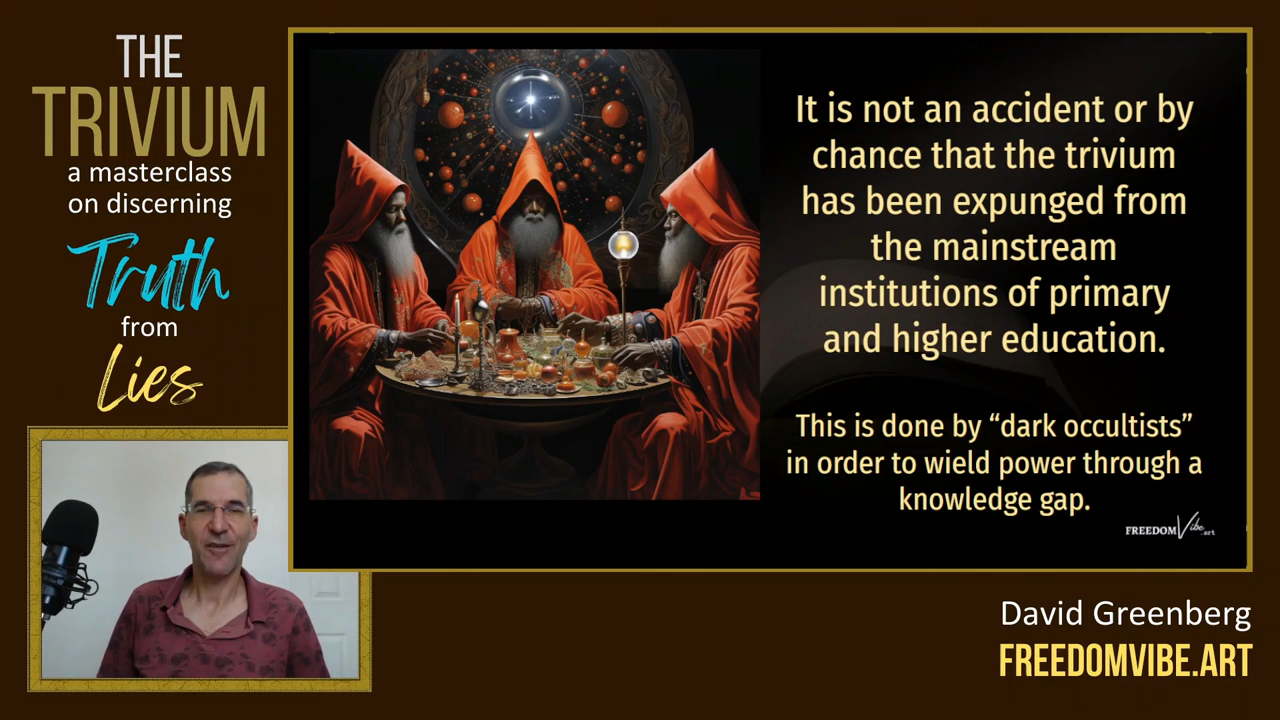 THE
TRIVIUM
a masterclass
on discerning
Truth
from
Lies
It is not an accident or by
chance that the trivium
has been expunged from
the mainstream
institutions of primary
and higher education.
This is done by “dark occultists”
in order to wield power through a
knowledge gap.
FREEDOMVibe.art
David Greenberg
FREEDOMVIBE.ART